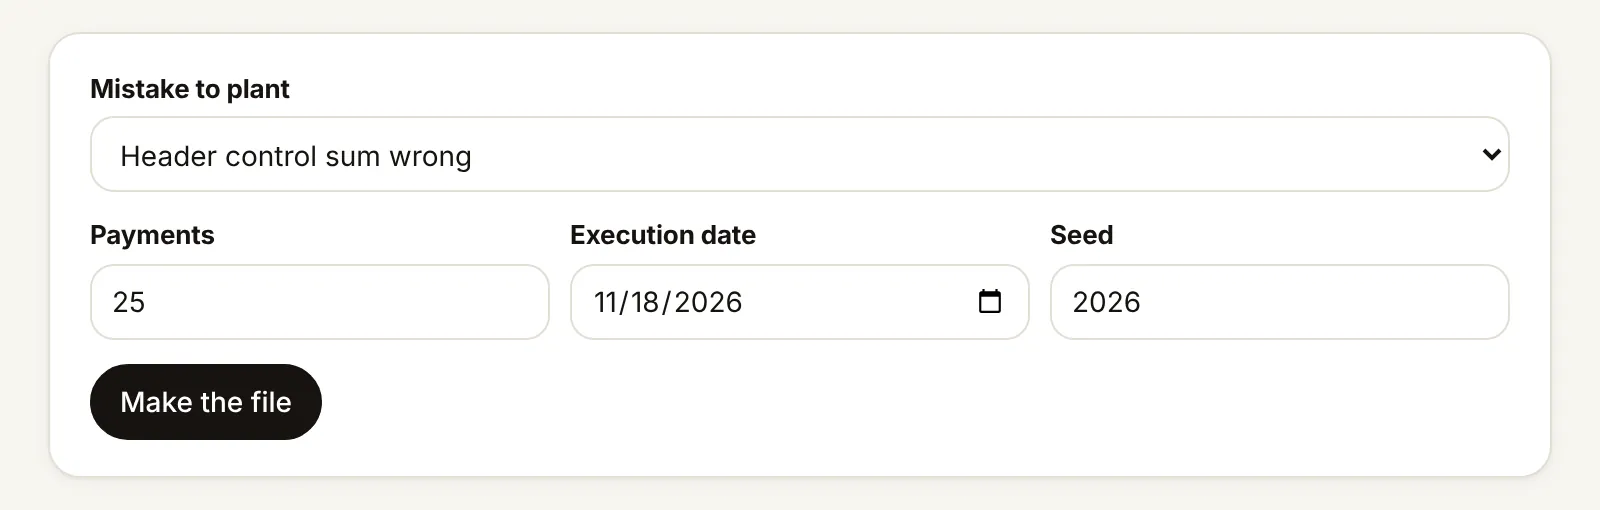 Mistake to plant
Header control sum wrong
Payments Execution date Seed
25 11/18/2026 2026
Make the file